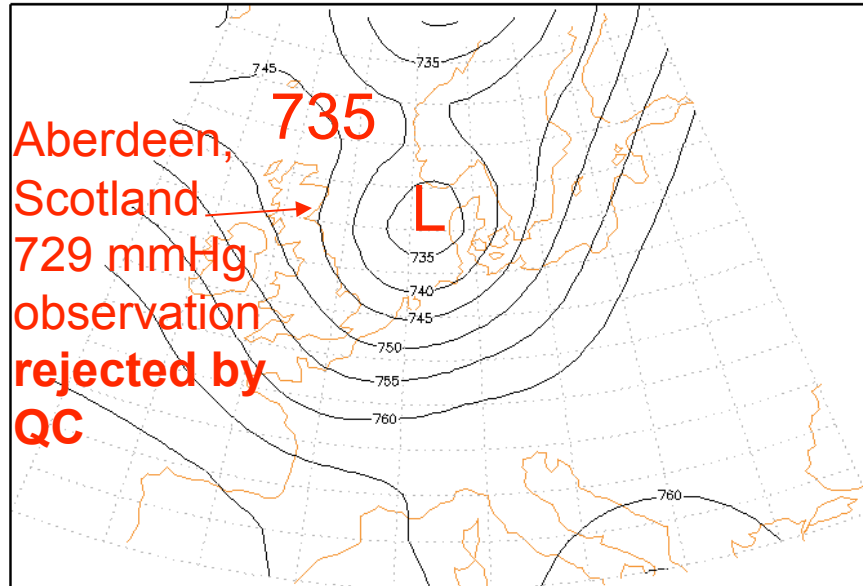 735
745
735
Aberdeen,
Scotland
729 mmHg
observation
rejected by
QC
L
735
740
745
750
755
760
760